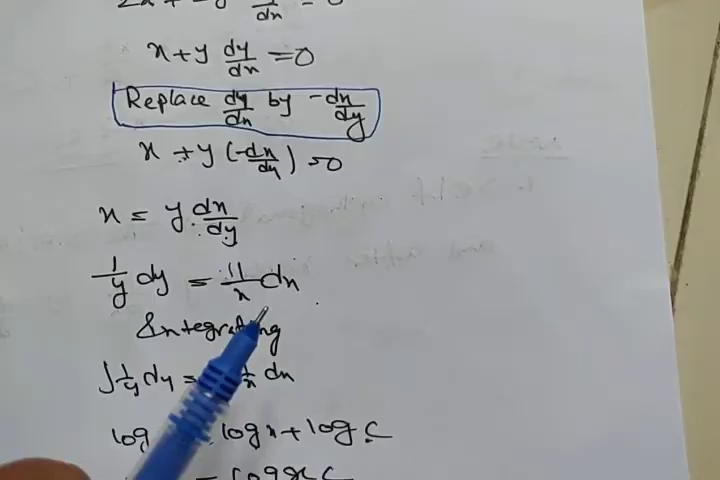 x + y dy/dx = 0
Replace dy/dx by -dx/dy
x + y (-dx/dy) = 0
x = y dx/dy
1/y dy = 1/x dx
Integrating
∫ 1/y dy = 1/x dx
log log x + log c
= log x c